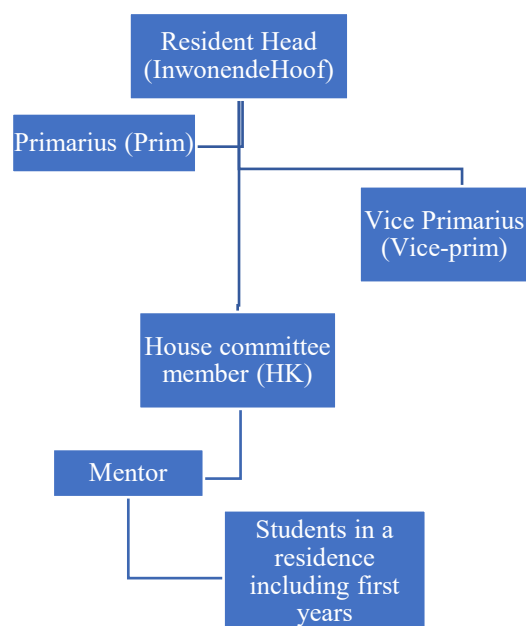 Resident Head
(InwonendeHoof)
Primarius (Prim)
Vice Primarius
(Vice-prim)
House committee
member (HK)
Mentor
Students in a
residence
including first
years